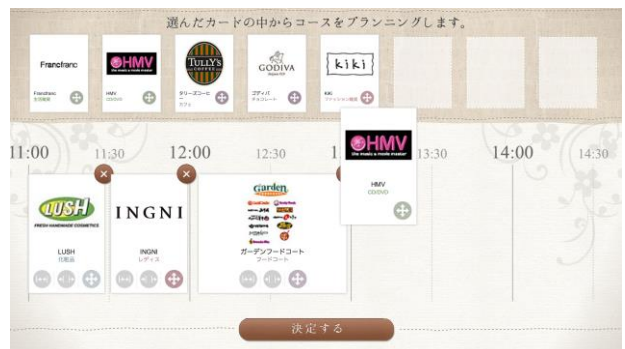 選んだカードの中からコースをプランニングします。
Francfranc
HMV
the music & movie master
TULLY'S
COFFEE
GODIVA
kiki
Francfranc
生活雑貨
HMV
CD/DVD
タリーズコーヒー
カフェ
ゴディバ
チョコレート
KiKi
ファッション雑貨
11:00
11:30
12:00
12:30
13:30
14:00
14:30
LUSH
FRESH HANDMADE COSMETICS
LUSH
化粧品
INGNI
INGNI
レディス
Garden
ガーデンフードコート
フードコート
HMV
the music & movie master
HMV
CD/DVD
決定する